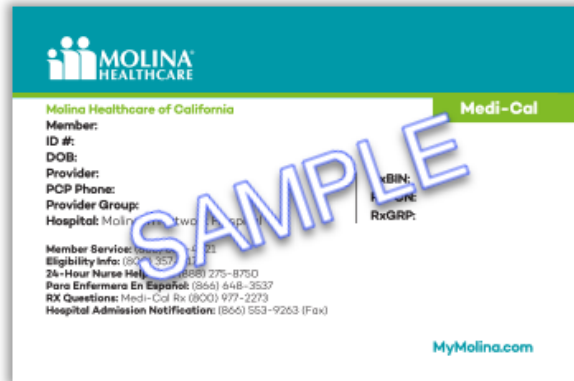 MOLINA
HEALTHCARE
Molina Healthcare of California
Medi-Cal
Member:
ID #:
DOB:
Provider:
PCP Phone:
Provider Group:
Hospital:
RxGRP:
SAMPLE
Member Service:
Eligibility Info:
24-Hour Nurse (888) 275-8750
Para Enfermera En Español: (866) 648-3537
RX Questions: Medi-Cal Rx (800) 977-2273
Hospital Admission Notification: (866) 553-9263 (Fax)
MyMolina.com